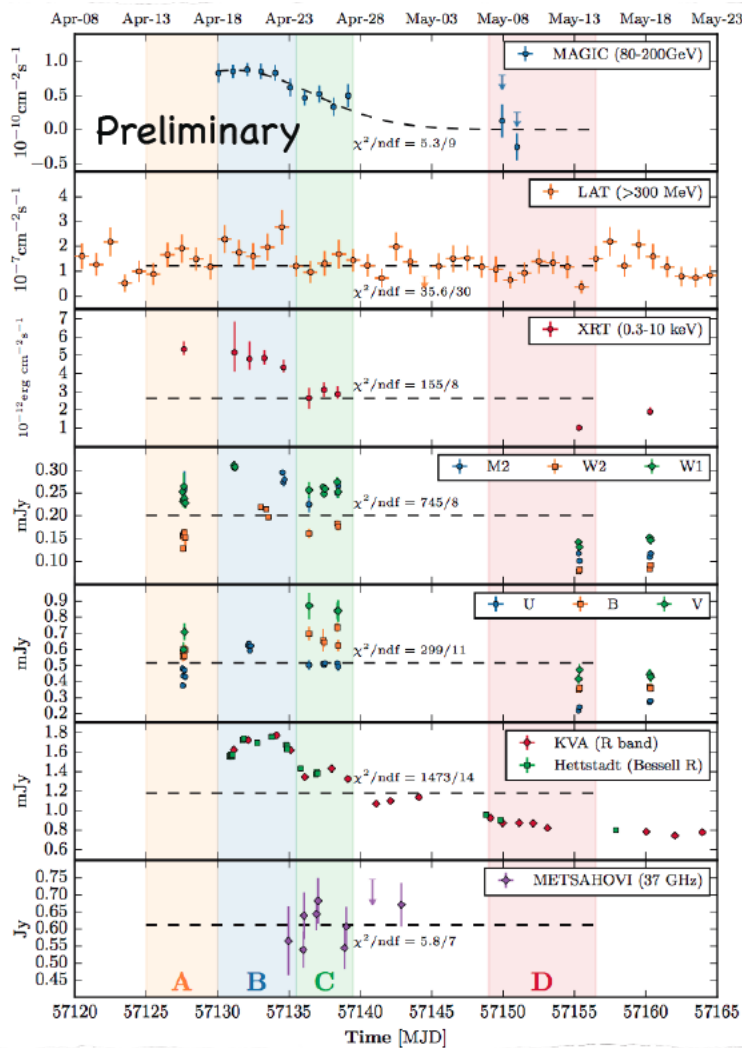 Apr-08 Apr-13 Apr-18 Apr-23 Apr-28 May-03 May-08 May-13 May-18 May-23
MAGIC (80-200GeV)
Preliminary
χ²/ndf = 5.3/9
10⁻¹⁰cm⁻²s⁻¹
1.0
0.5
0.0
−0.5
LAT (>300 MeV)
χ²/ndf = 35.6/30
10⁻⁷cm⁻²s⁻¹
4
3
2
1
0
XRT (0.3-10 keV)
χ²/ndf = 155/8
10⁻¹²erg cm⁻²s⁻¹
7
6
5
4
3
2
1
M2 W2 W1
χ²/ndf = 745/8
mJy
0.30
0.25
0.20
0.15
0.10
U B V
χ²/ndf = 299/11
mJy
0.9
0.8
0.7
0.6
0.5
0.4
0.3
0.2
KVA (R band)
Hettstadt (Bessell R)
χ²/ndf = 1473/14
mJy
1.8
1.6
1.4
1.2
1.0
0.8
0.6
METSAHOVI (37 GHz)
χ²/ndf = 5.8/7
Jy
0.75
0.70
0.65
0.60
0.55
0.50
0.45
A B C D
57120 57125 57130 57135 57140 57145 57150 57155 57160 57165
Time [MJD]